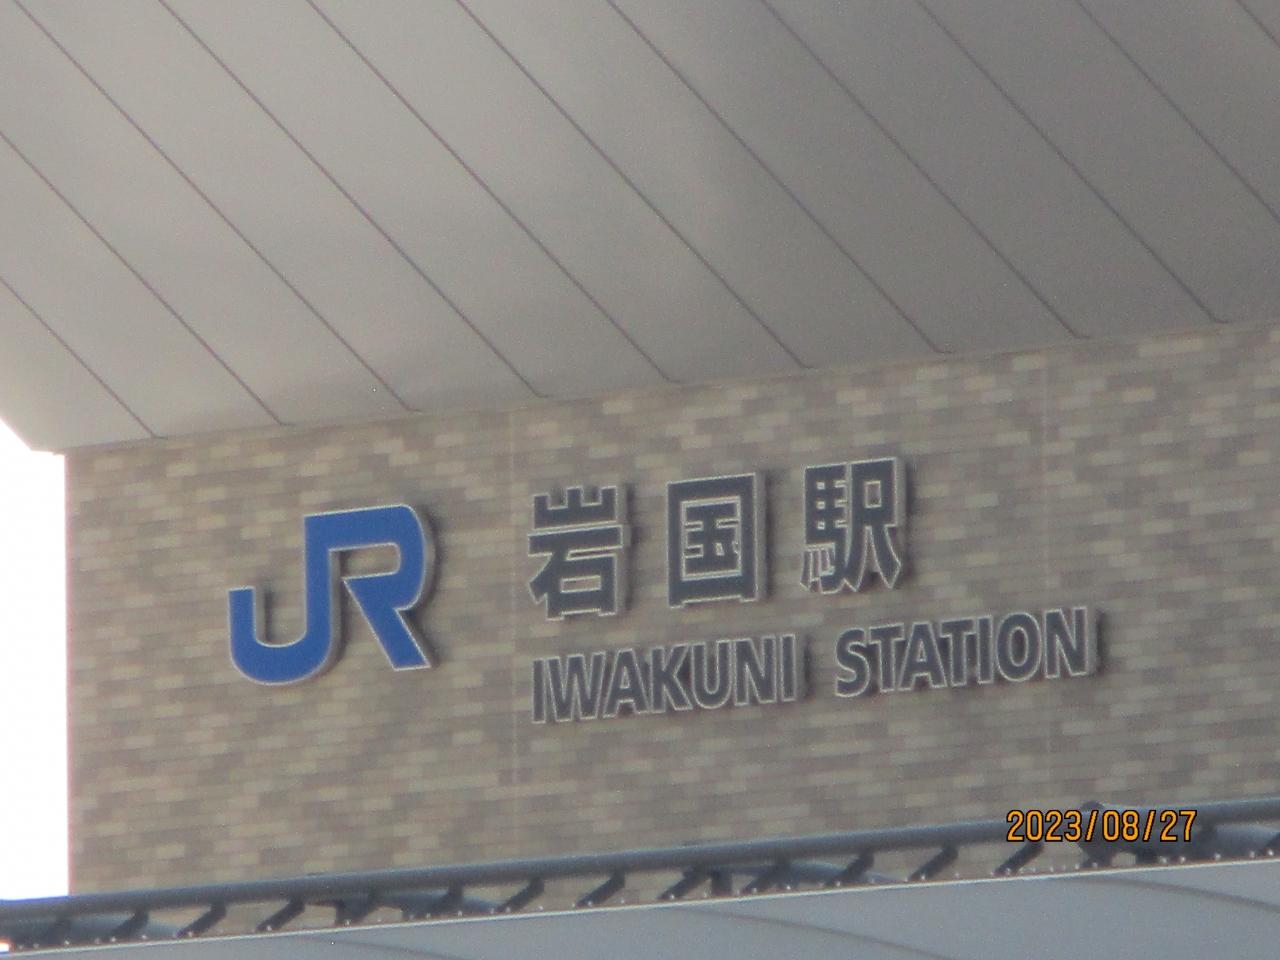 JR 岩国駅
IWAKUNI STATION
2023/08/27